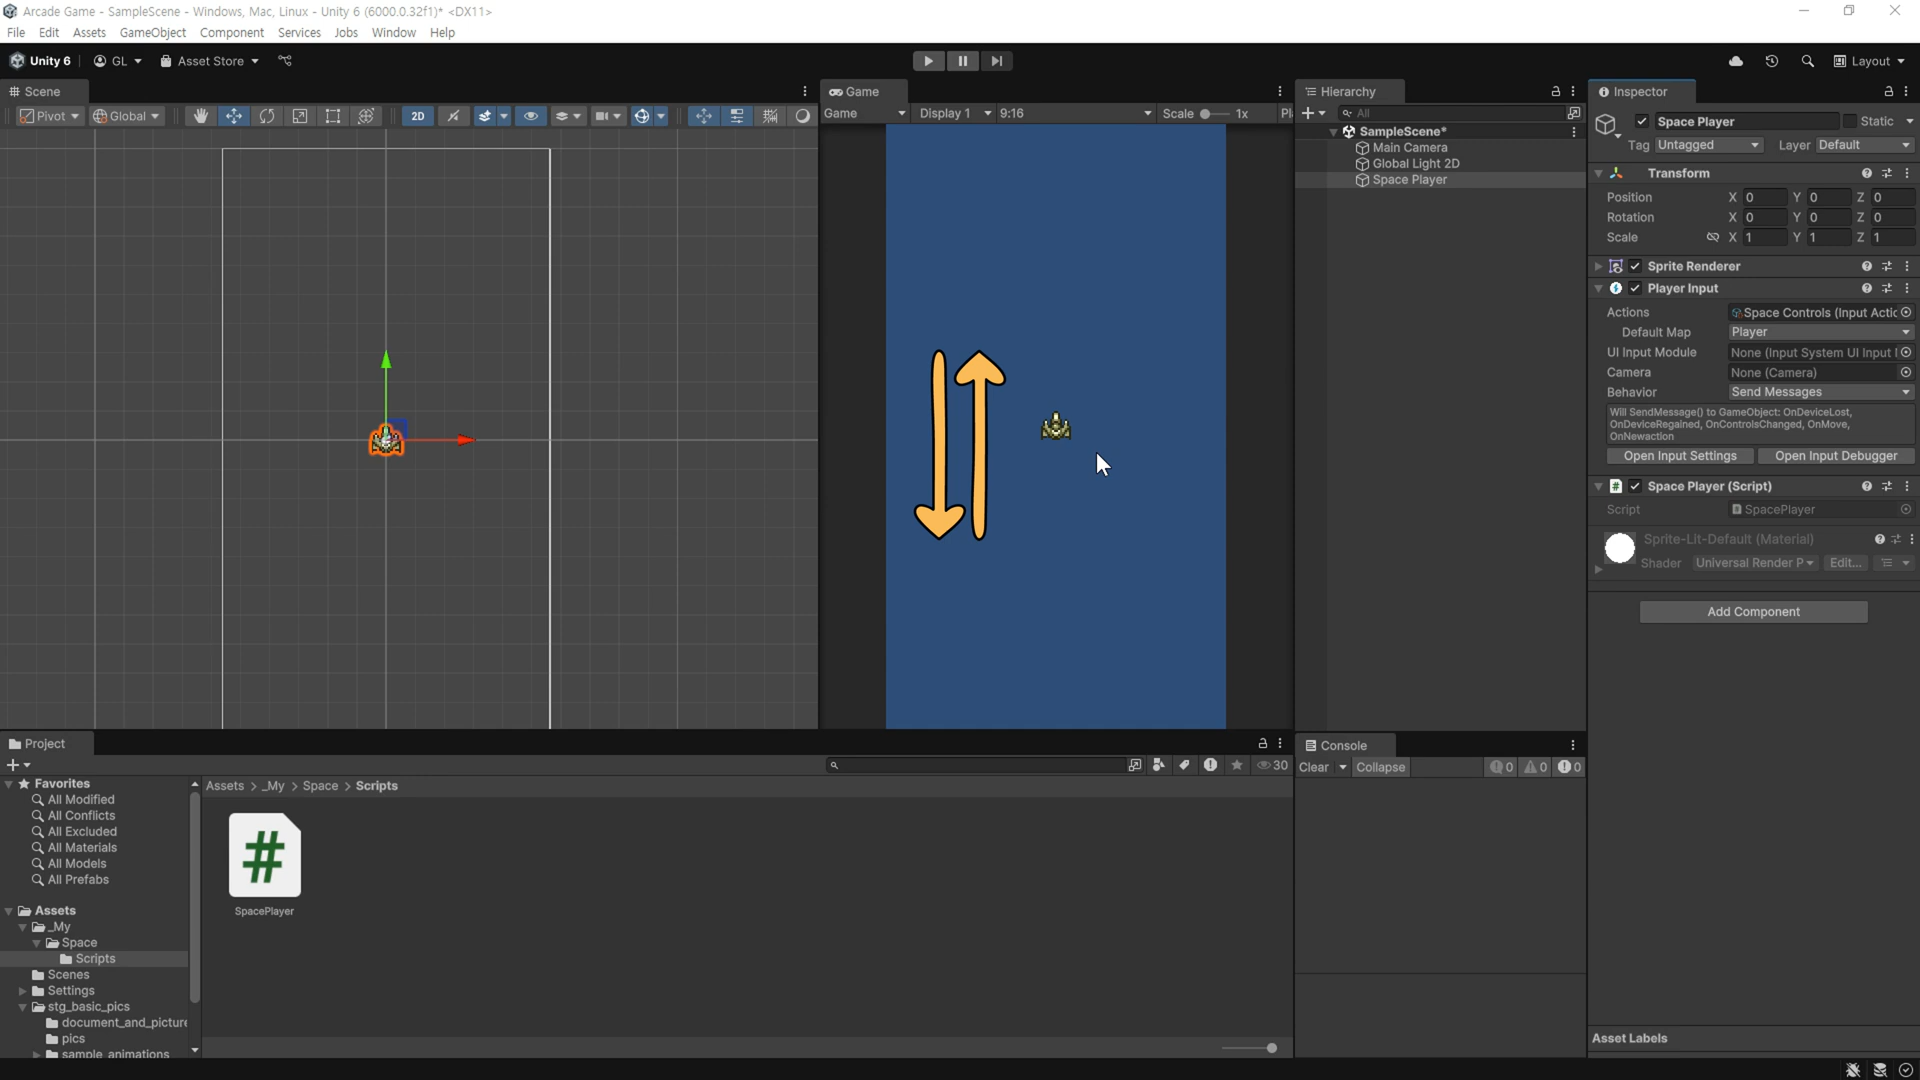 Arcade Game - SampleScene - Windows, Mac, Linux - Unity 6 (6000.0.32f1)* <DX11>
File Edit Assets GameObject Component Services Jobs Window Help
Unity 6 GL Asset Store Layout
Scene
Pivot Global 2D
Game
Game Display 1 9:16 Scale 1x Pl
Hierarchy
All
SampleScene*
Main Camera
Global Light 2D
Space Player
Inspector
Space Player Static
Tag Untagged Layer Default
Transform
Position X 0 Y 0 Z 0
Rotation X 0 Y 0 Z 0
Scale X 1 Y 1 Z 1
Sprite Renderer
Player Input
Actions Space Controls (Input Actic
Default Map Player
UI Input Module None (Input System UI Input I
Camera None (Camera)
Behavior Send Messages
Will SendMessage() to GameObject: OnDeviceLost,
OnDeviceRegained, OnControlsChanged, OnMove,
OnNewaction
Open Input Settings Open Input Debugger
# Space Player (Script)
Script SpacePlayer
Sprite-Lit-Default (Material)
Shader Universal Render P Edit...
Add Component
Asset Labels
Project
30
Favorites
All Modified
All Conflicts
All Excluded
All Materials
All Models
All Prefabs
Assets
_My
Space
Scripts
Scenes
Settings
stg_basic_pics
document_and_picture
pics
sample_animations
Assets > _My > Space > Scripts
#
SpacePlayer
Console
Clear Collapse 0 0 0